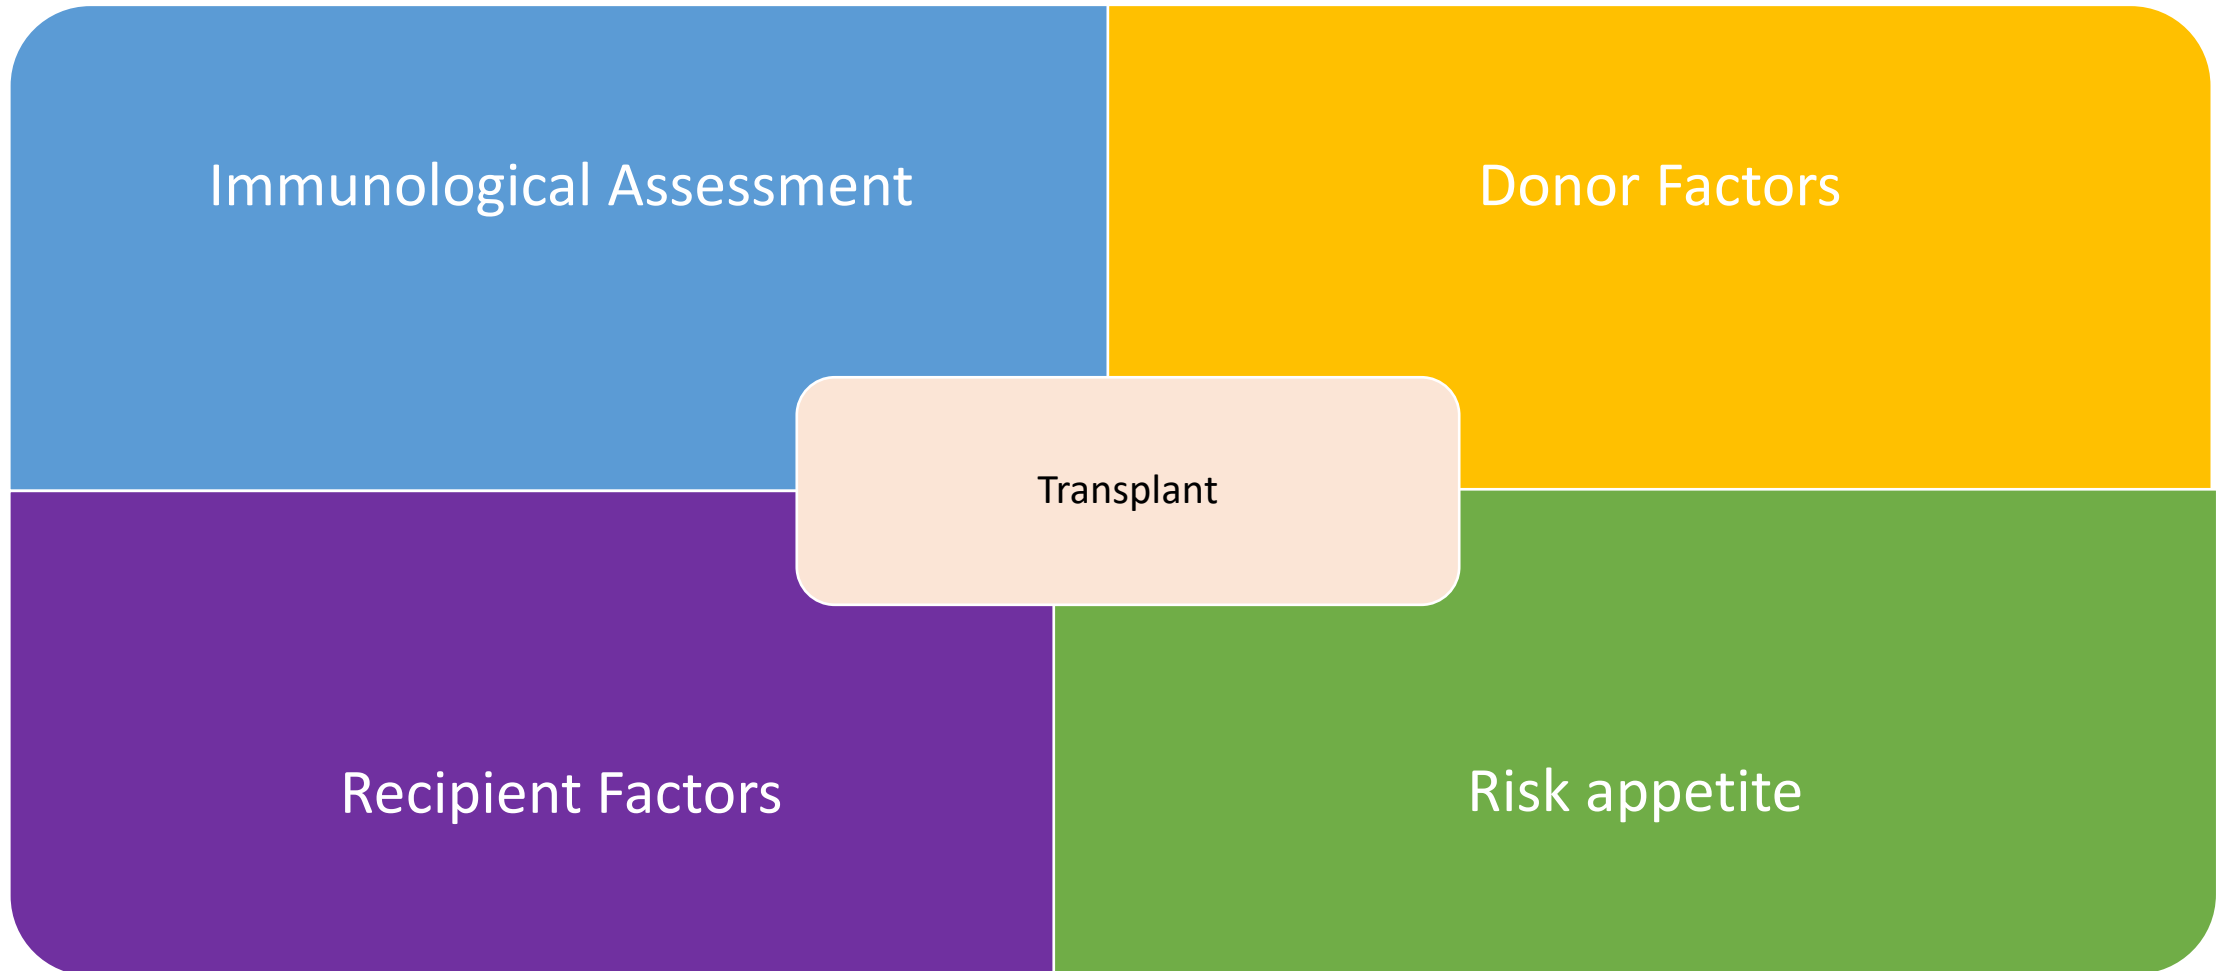 Immunological Assessment
Donor Factors
Transplant
Recipient Factors
Risk appetite